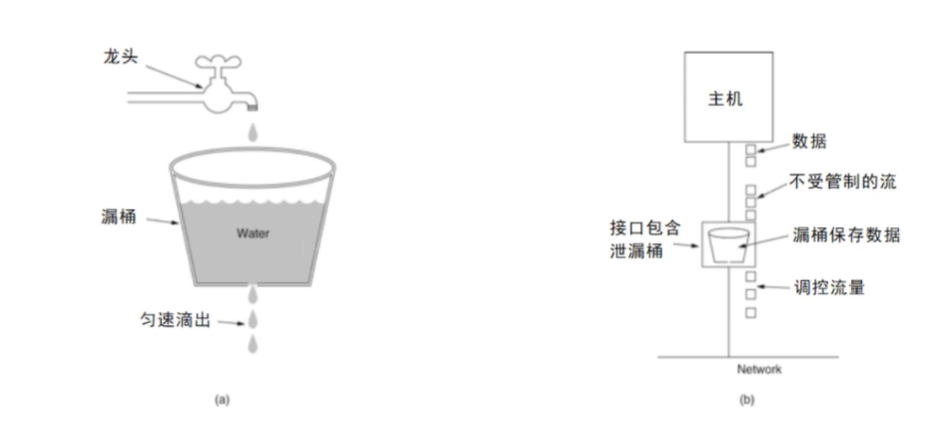 龙头
漏桶
Water
匀速滴出
(a)
主机
数据
不受管制的流
接口包含
泄漏桶
漏桶保存数据
调控流量
Network
(b)